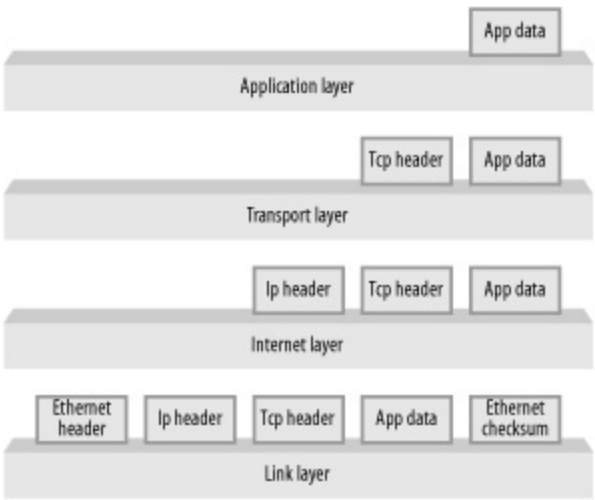 App data
Application layer
Tcp header App data
Transport layer
Ip header Tcp header App data
Internet layer
Ethernet header Ip header Tcp header App data Ethernet checksum
Link layer